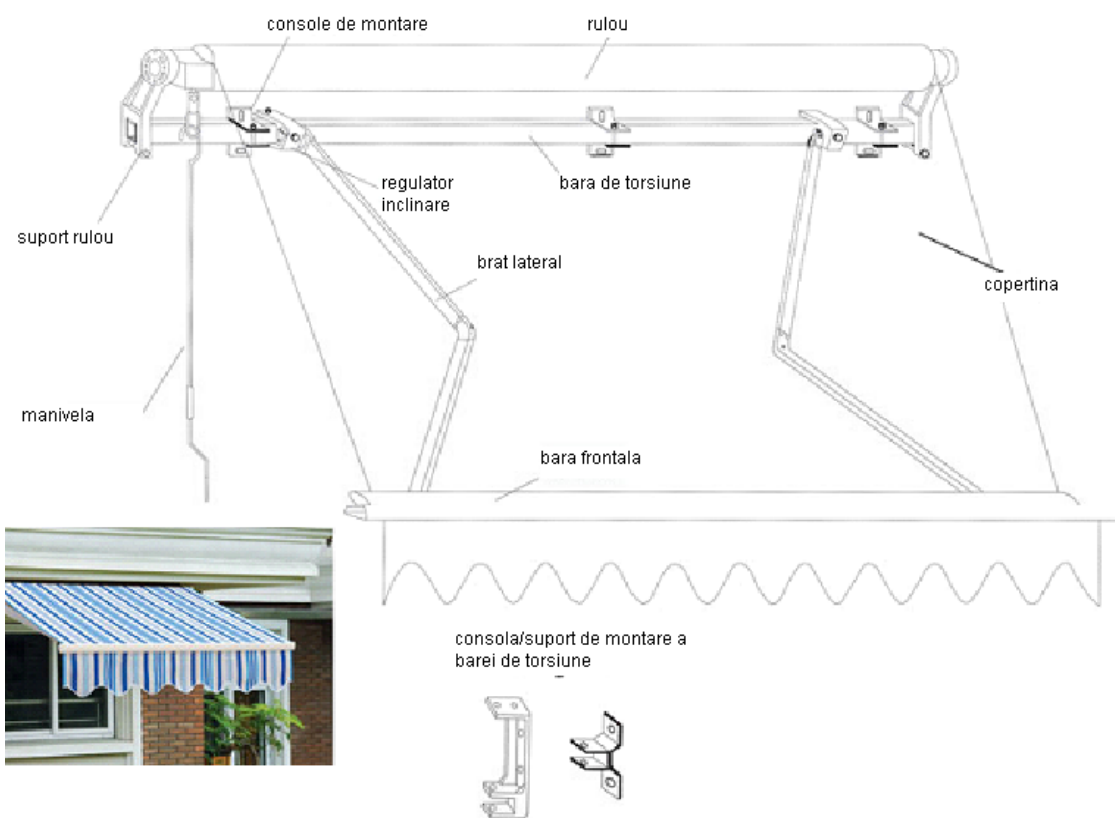 console de montare
rulou
regulator
inclinare
bara de torsiune
suport rulou
brat lateral
copertina
manivela
bara frontala
consola/suport de montare a
barei de torsiune